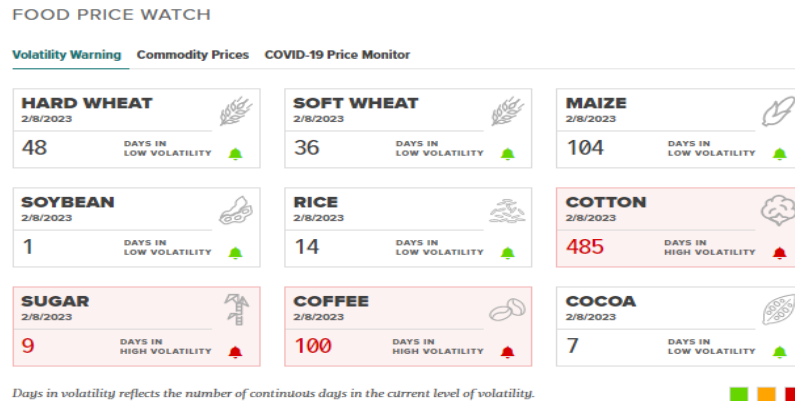 FOOD PRICE WATCH
Volatility Warning Commodity Prices COVID-19 Price Monitor
HARD WHEAT
2/8/2023
48 DAYS IN LOW VOLATILITY
SOFT WHEAT
2/8/2023
36 DAYS IN LOW VOLATILITY
MAIZE
2/8/2023
104 DAYS IN LOW VOLATILITY
SOYBEAN
2/8/2023
1 DAYS IN LOW VOLATILITY
RICE
2/8/2023
14 DAYS IN LOW VOLATILITY
COTTON
2/8/2023
485 DAYS IN HIGH VOLATILITY
SUGAR
2/8/2023
9 DAYS IN HIGH VOLATILITY
COFFEE
2/8/2023
100 DAYS IN HIGH VOLATILITY
COCOA
2/8/2023
7 DAYS IN LOW VOLATILITY
Days in volatility reflects the number of continuous days in the current level of volatility.